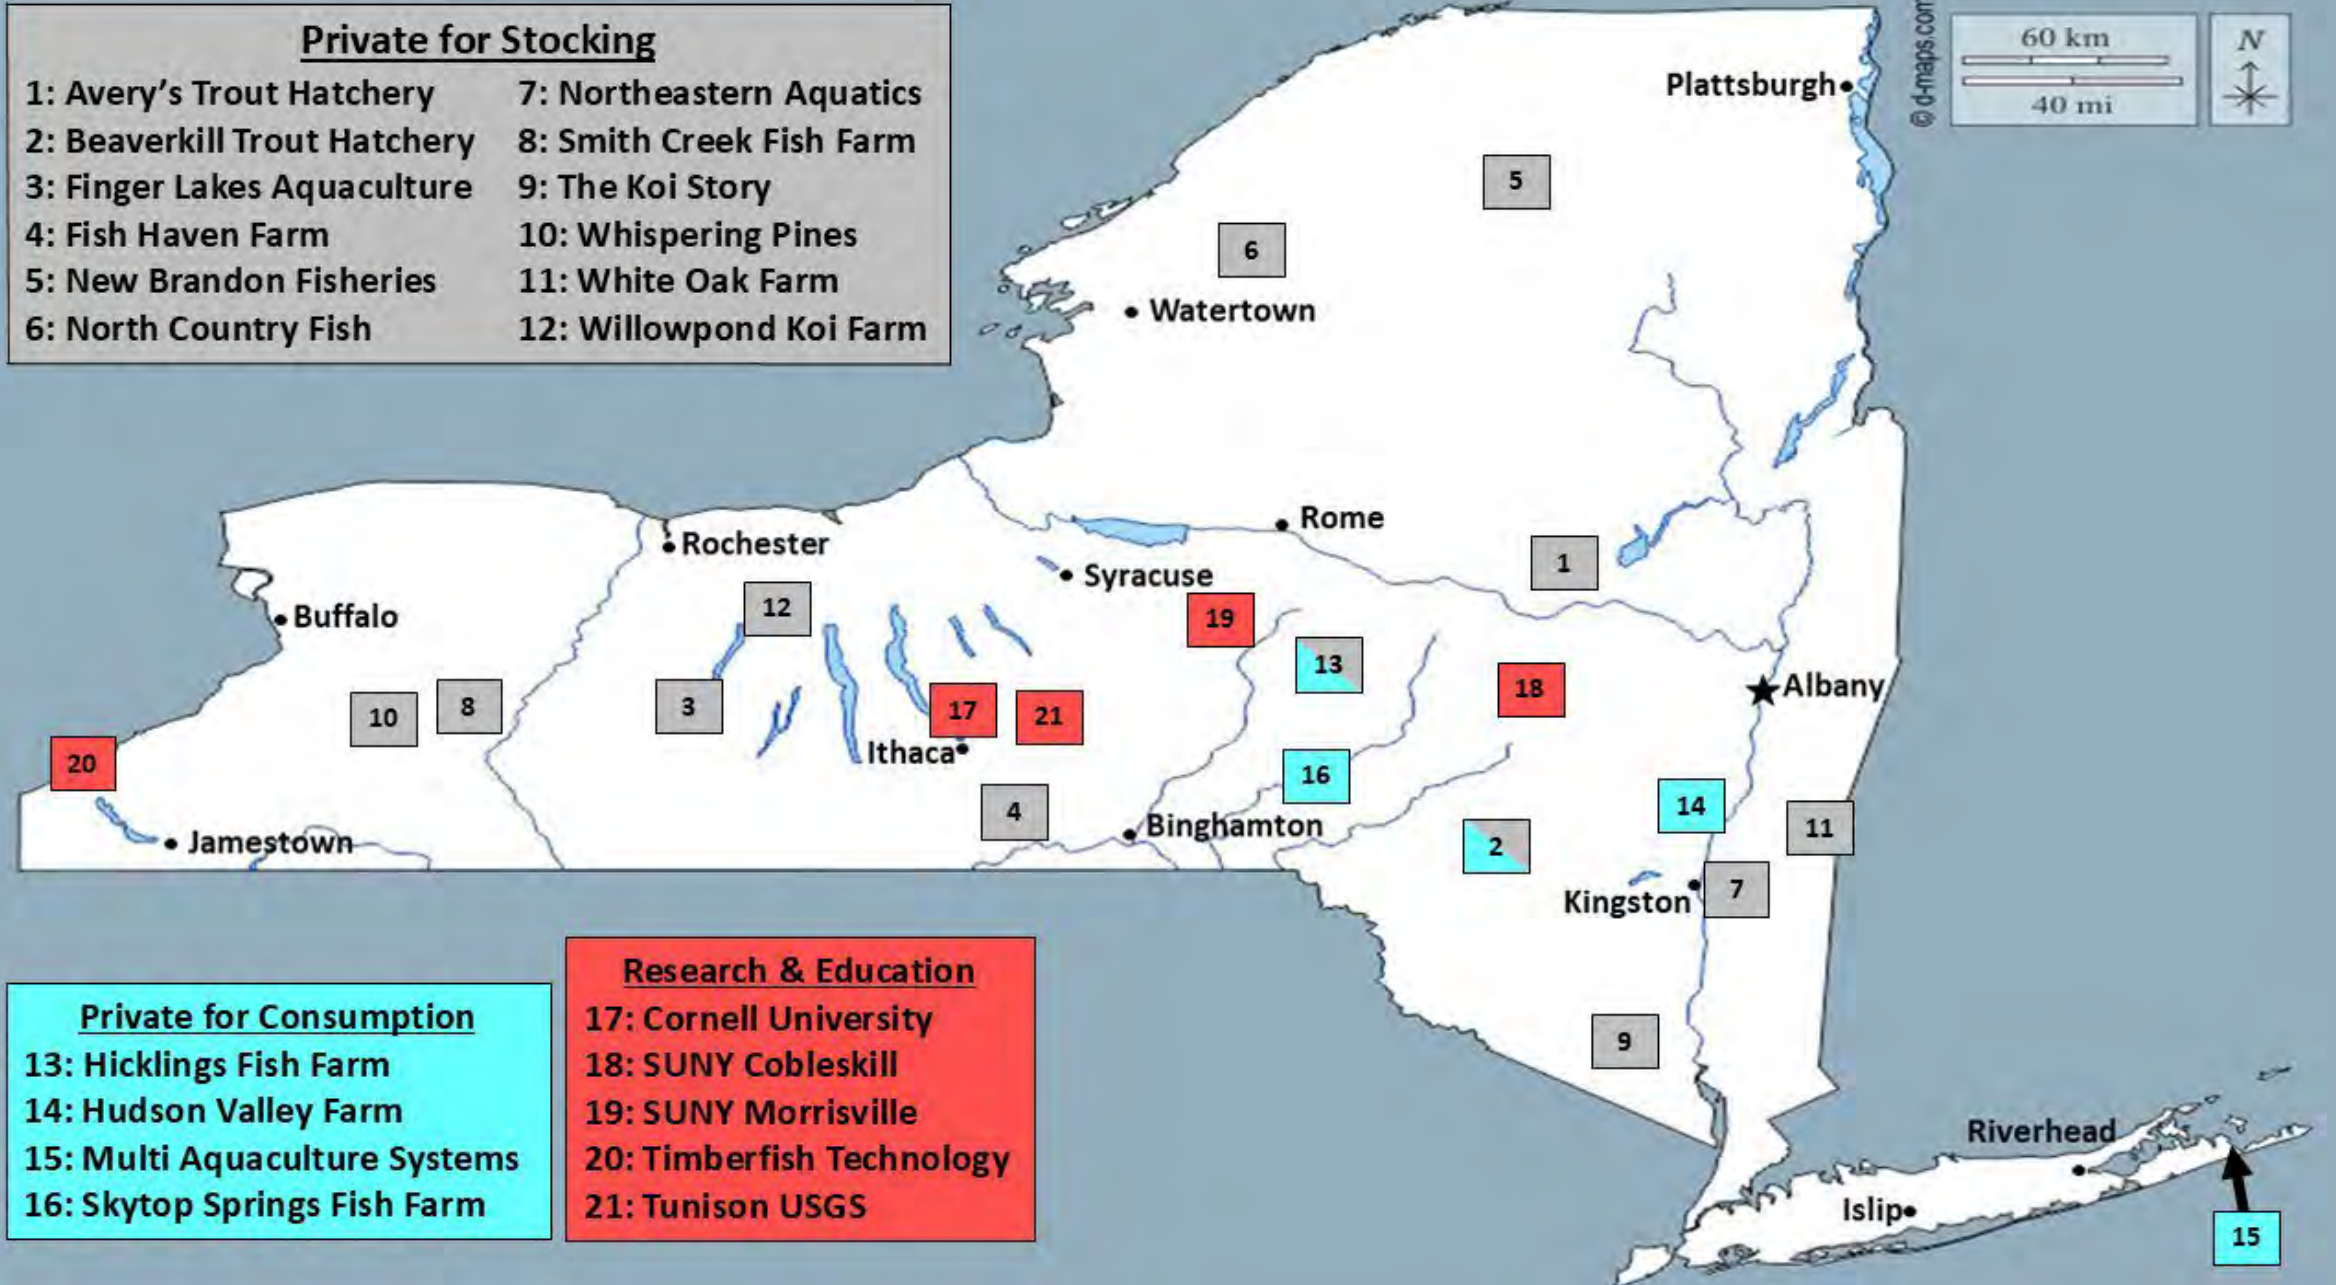 Private for Stocking
1: Avery's Trout Hatchery
2: Beaverkill Trout Hatchery
3: Finger Lakes Aquaculture
4: Fish Haven Farm
5: New Brandon Fisheries
6: North Country Fish
7: Northeastern Aquatics
8: Smith Creek Fish Farm
9: The Koi Story
10: Whispering Pines
11: White Oak Farm
12: Willowpond Koi Farm
© d-maps.com
60 km
40 mi
N
Plattsburgh
5
6
Watertown
Rome
Rochester
1
Syracuse
12
19
Buffalo
13
18
Albany
10
8
3
17
21
Ithaca
20
16
14
4
Binghamton
11
Jamestown
2
7
Kingston
9
Riverhead
Islip
15
Private for Consumption
13: Hicklings Fish Farm
14: Hudson Valley Farm
15: Multi Aquaculture Systems
16: Skytop Springs Fish Farm
Research & Education
17: Cornell University
18: SUNY Cobleskill
19: SUNY Morrisville
20: Timberfish Technology
21: Tunison USGS